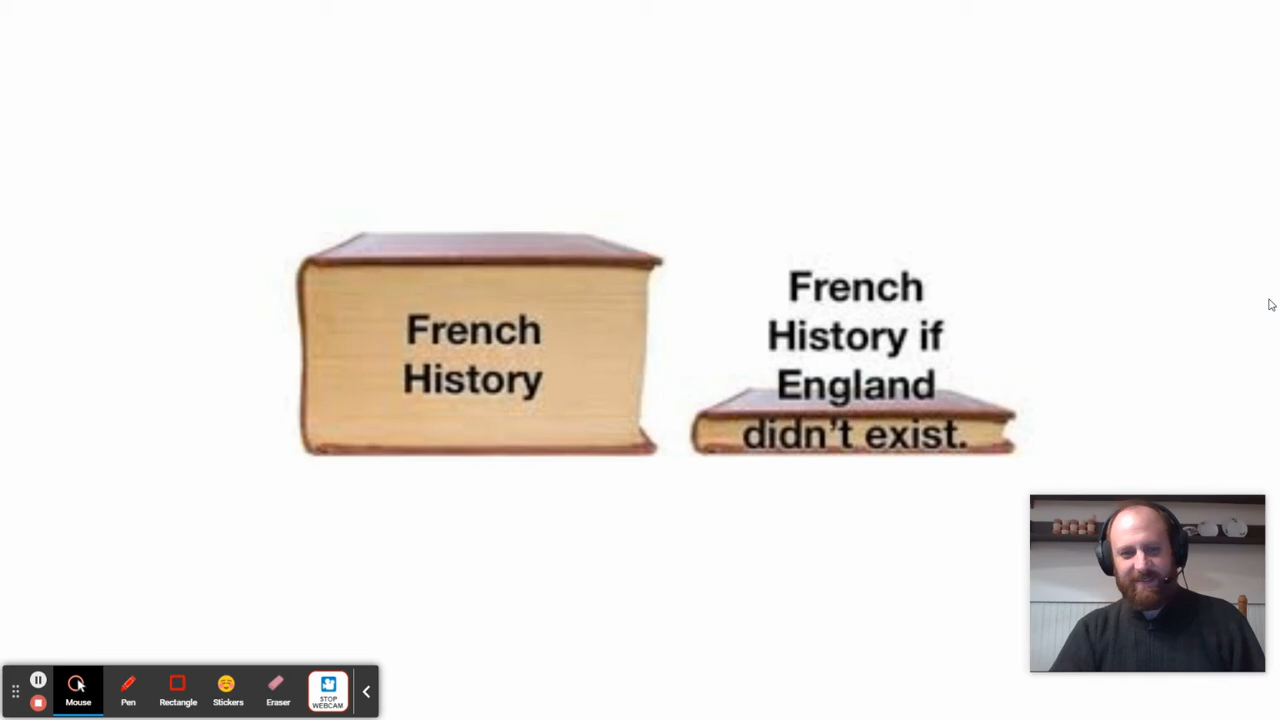 French
History
French
History if
England
didn't exist.
Mouse
Pen
Rectangle
Stickers
Eraser
STOP
WEBCAM